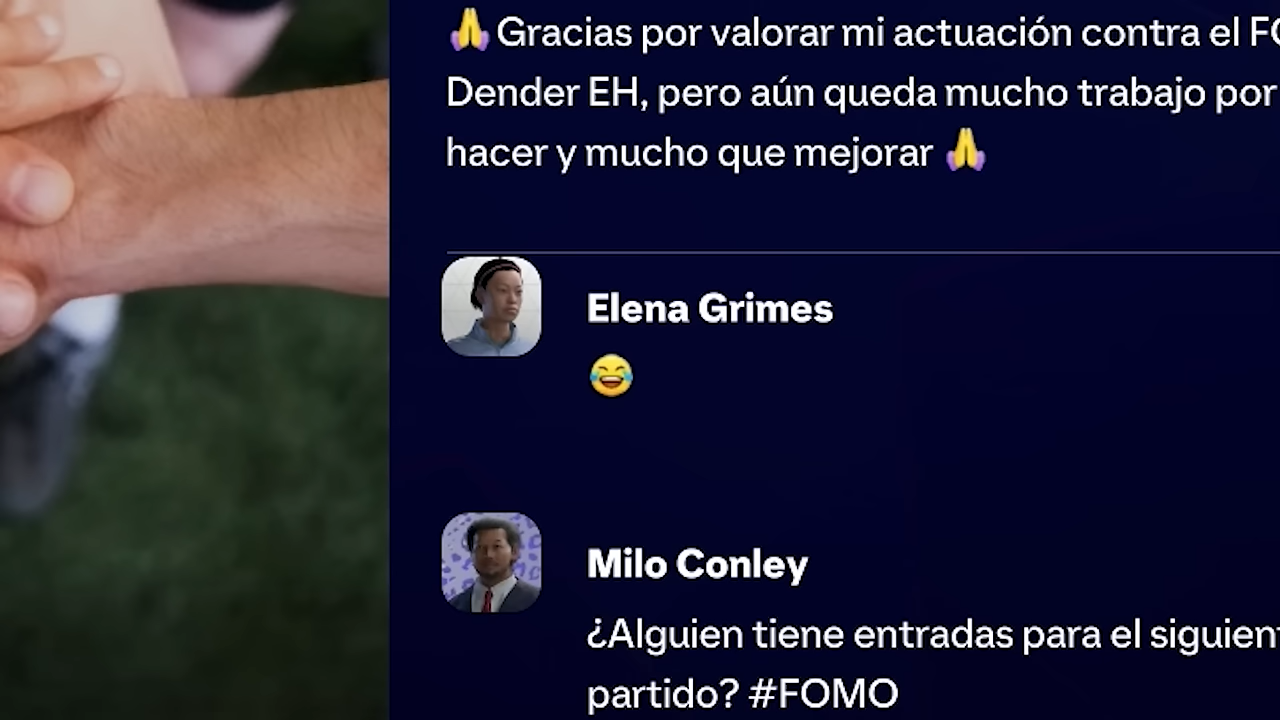 🙏Gracias por valorar mi actuación contra el
Dender EH, pero aún queda mucho trabajo por
hacer y mucho que mejorar 🙏
Elena Grimes
😂
Milo Conley
¿Alguien tiene entradas para el
partido? #FOMO